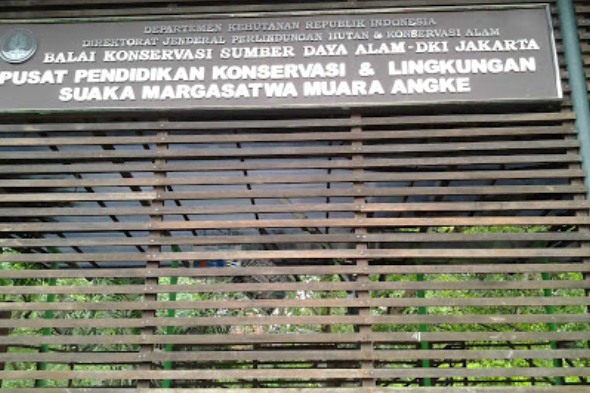 DEPARTEMEN KEHUTANAN REPUBLIK INDONESIA
DIREKTORAT JENDERAL PERLINDUNGAN HUTAN & KONSERVASI ALAM
BALAI KONSERVASI SUMBER DAYA ALAM-DKI JAKARTA
PUSAT PENDIDIKAN KONSERVASI & LINGKUNGAN
SUAKA MARGASATWA MUARA ANGKE